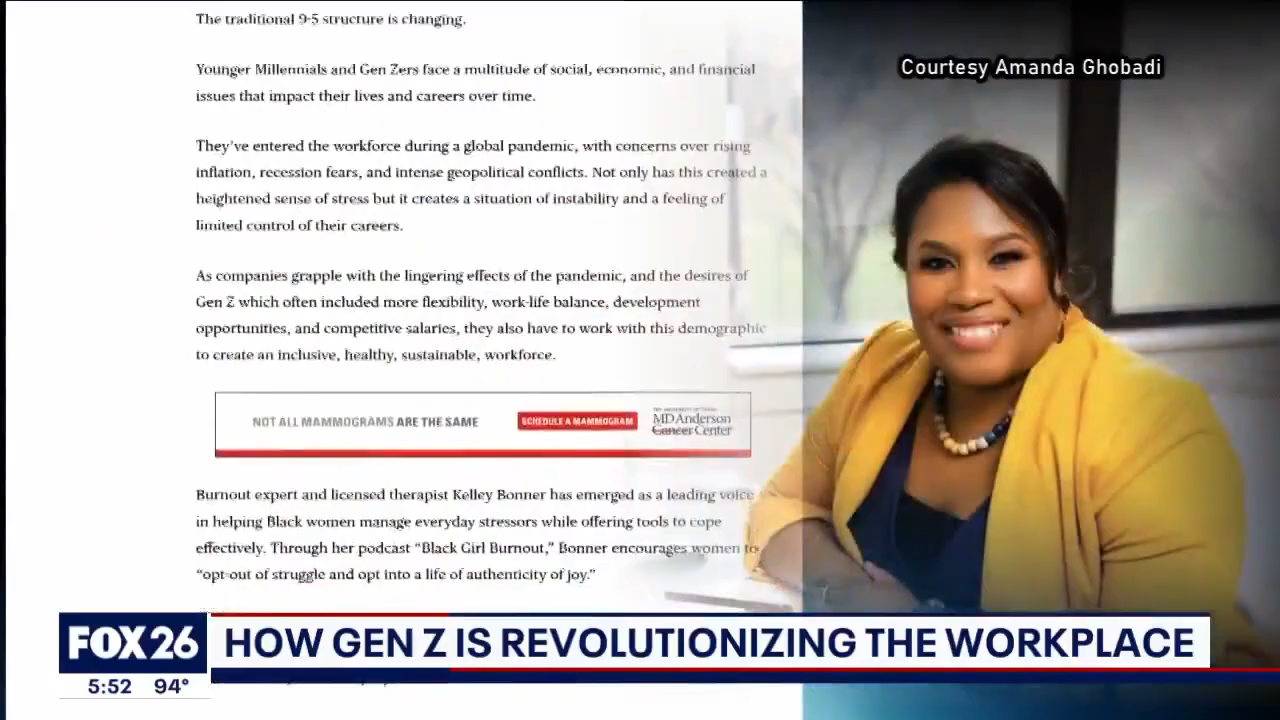 The traditional 9-5 structure is changing.
Courtesy Amanda Ghobadi
Younger Millennials and Gen Zers face a multitude of social, economic, and financial
issues that impact their lives and careers over time.
They've entered the workforce during a global pandemic, with concerns over rising
inflation, recession fears, and intense geopolitical conflicts. Not only has this created a
heightened sense of stress but it creates a situation of instability and a feeling of
limited control of their careers.
As companies grapple with the lingering effects of the pandemic, and the desires of
Gen Z which often included more flexibility, work-life balance, development
opportunities, and competitive salaries, they also have to work with this demographic
to create an inclusive, healthy, sustainable, workforce.
NOT ALL MAMMOGRAMS ARE THE SAME
SCHEDULE A MAMMOGRAM
MD Anderson
Cancer Center
Burnout expert and licensed therapist Kelley Bonner has emerged as a leading voice
in helping Black women manage everyday stressors while offering tools to cope
effectively. Through her podcast “Black Girl Burnout,” Bonner encourages women to
“opt-out of struggle and opt into a life of authenticity of joy.”
FOX 26
HOW GEN Z IS REVOLUTIONIZING THE WORKPLACE
5:52 94°